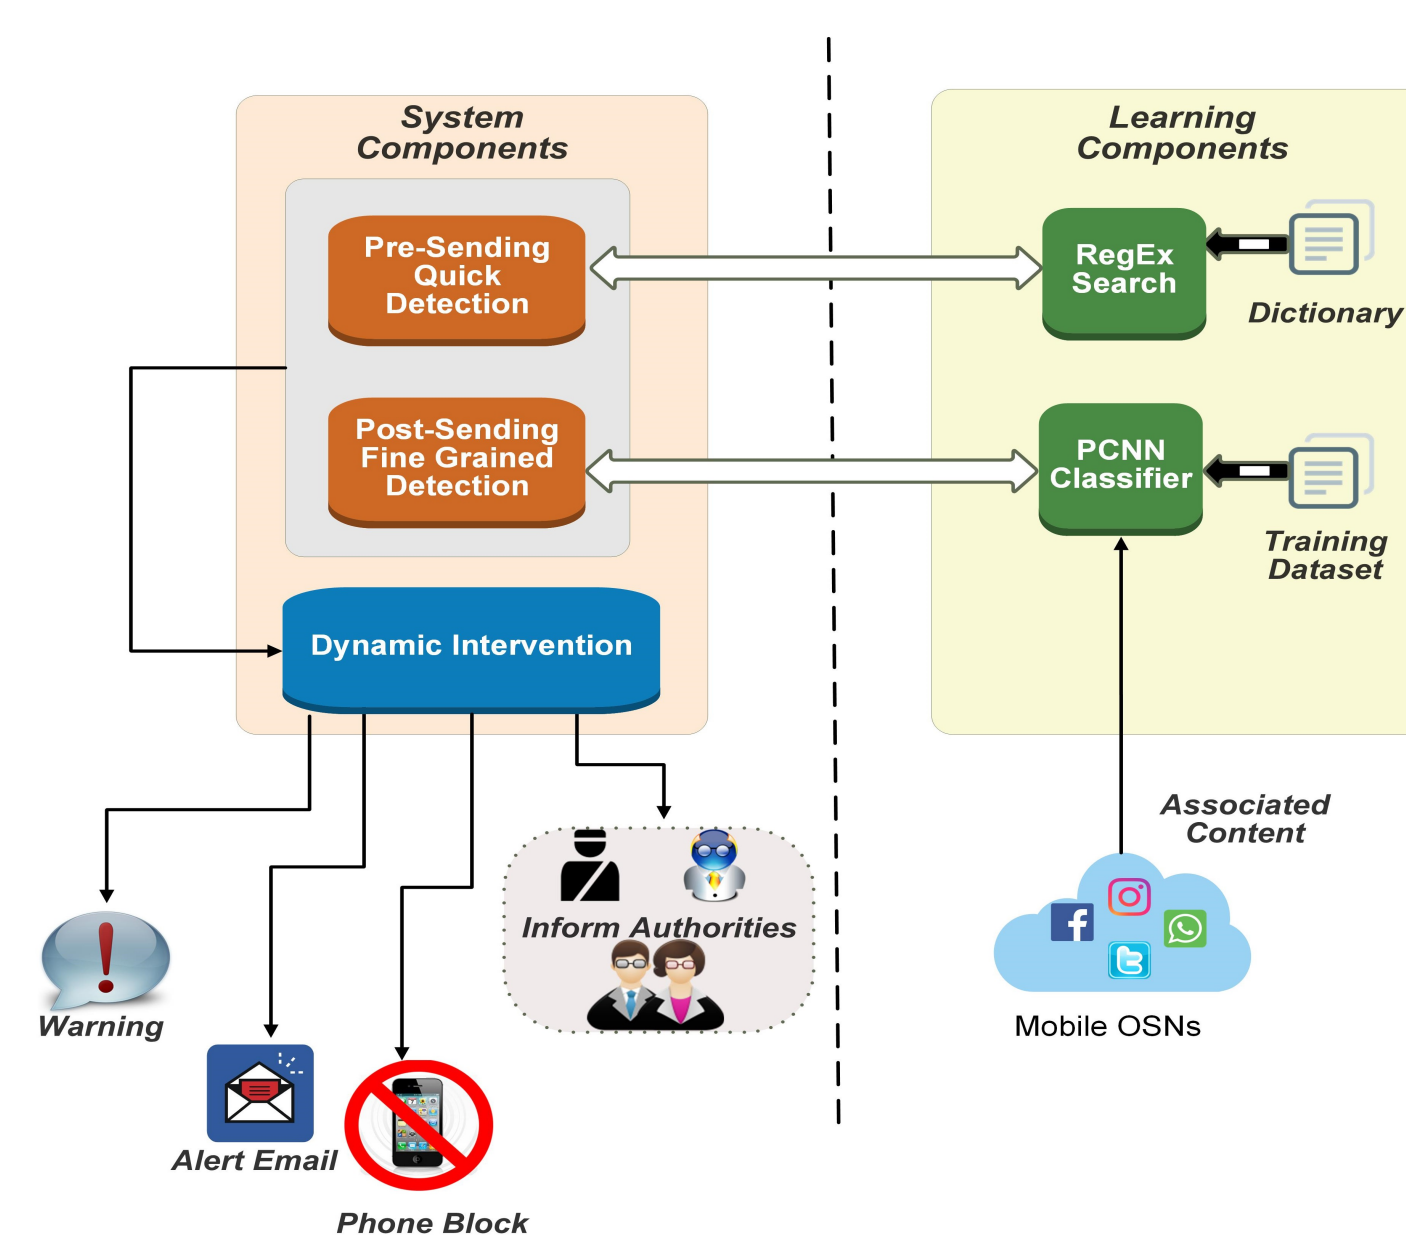 System
Components
Pre-Sending
Quick
Detection
Post-Sending
Fine Grained
Detection
Dynamic Intervention
Warning
Alert Email
Phone Block
Inform Authorities
Learning
Components
RegEx
Search
Dictionary
PCNN
Classifier
Training
Dataset
Associated
Content
Mobile OSNs